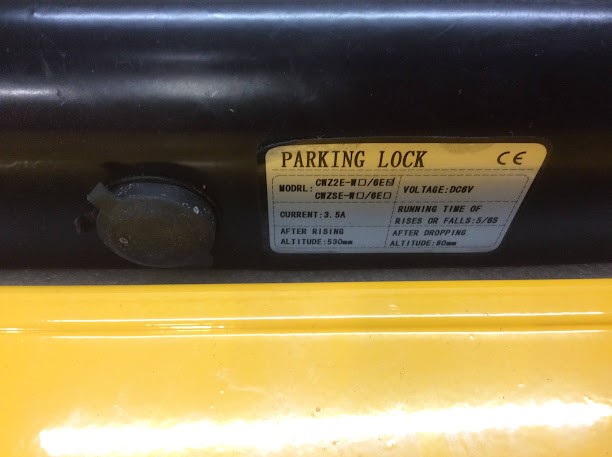 PARKING LOCK CE
MODRL: CWZ2E-W□/6E☑
CWZSE-W□/6E□
VOLTAGE:DC6V
CURRENT:3.5A
RUNNING TIME OF
RISES OR FALLS:5/6S
AFTER RISING
ALTITUDE:530mm
AFTER DROPPING
ALTITUDE:80mm